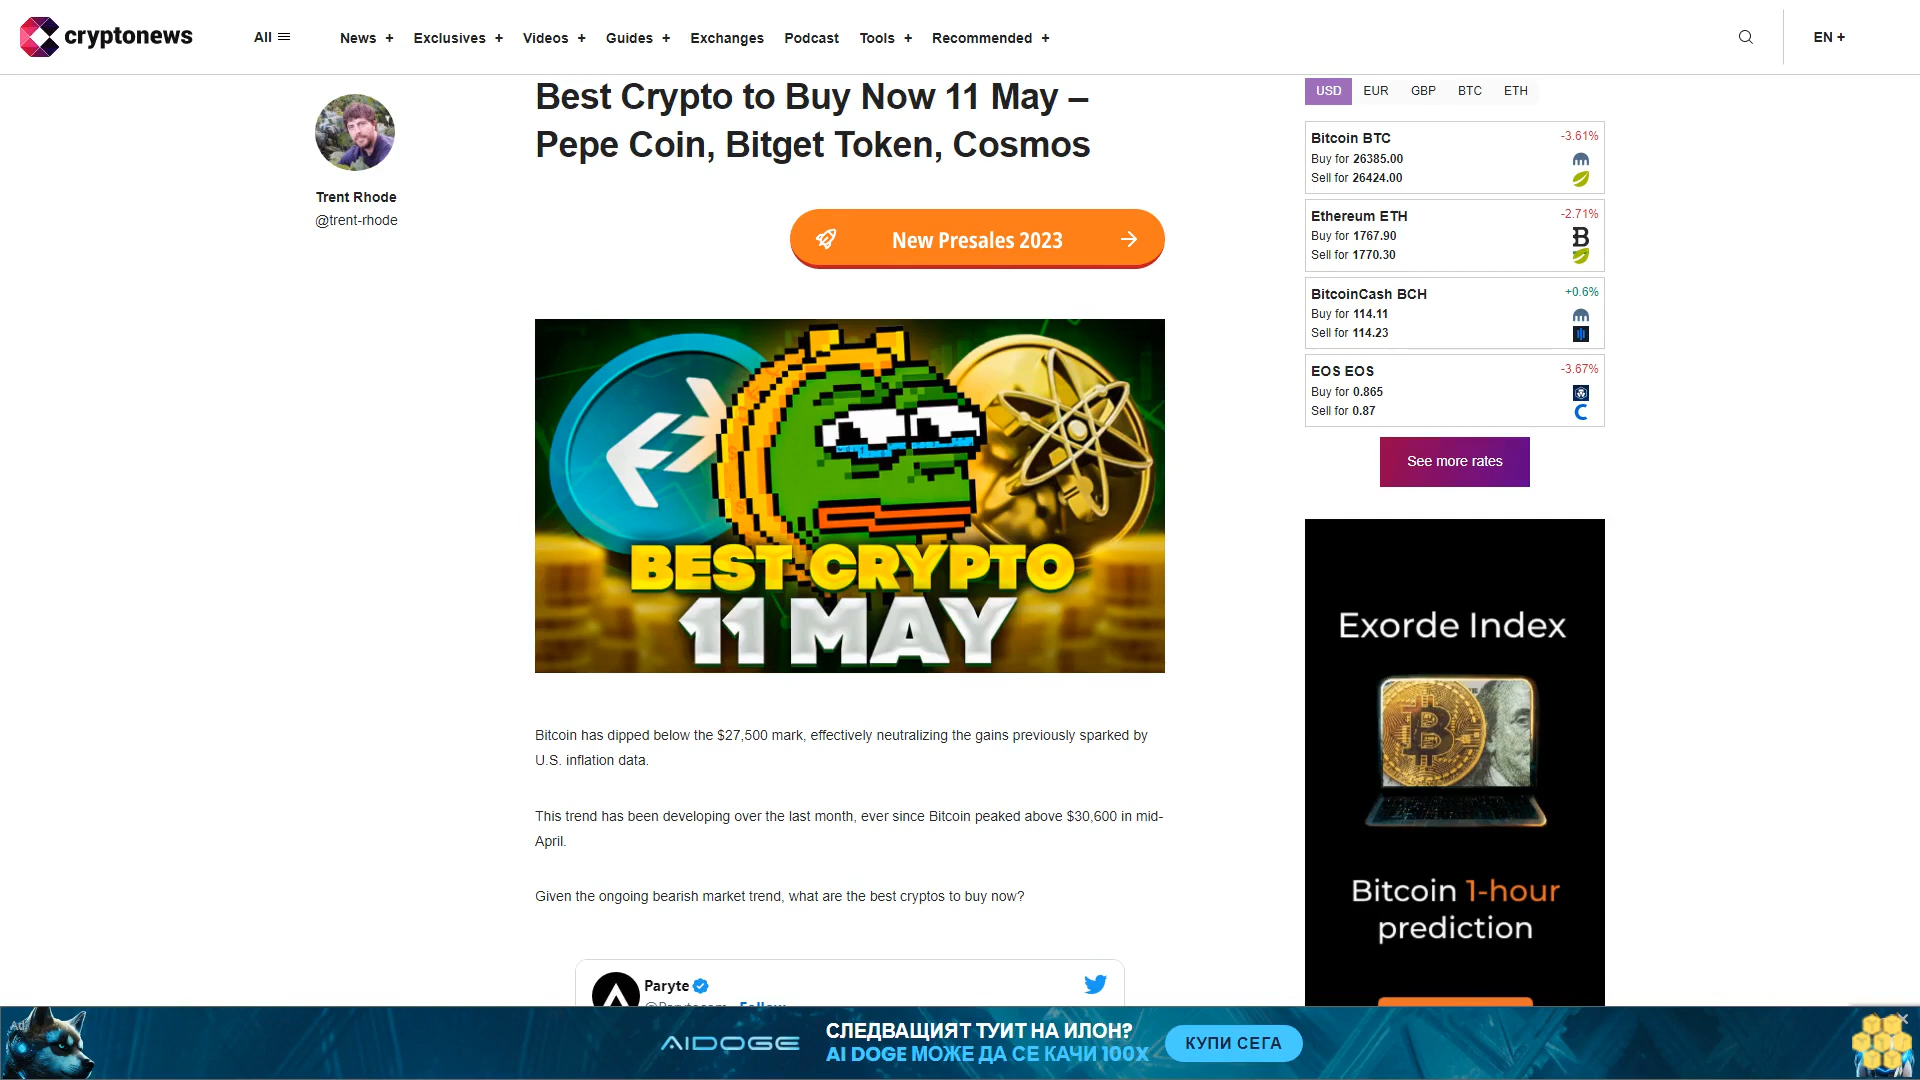 cryptonews
All
News +
Exclusives +
Videos +
Guides +
Exchanges
Podcast
Tools +
Recommended +
EN +
Trent Rhode
@trent-rhode
Best Crypto to Buy Now 11 May –
Pepe Coin, Bitget Token, Cosmos
New Presales 2023
BEST CRYPTO
11 MAY
Bitcoin has dipped below the $27,500 mark, effectively neutralizing the gains previously sparked by
U.S. inflation data.
This trend has been developing over the last month, ever since Bitcoin peaked above $30,600 in mid-
April.
Given the ongoing bearish market trend, what are the best cryptos to buy now?
Paryte
USD EUR GBP BTC ETH
Bitcoin BTC -3.61%
Buy for 26385.00
Sell for 26424.00
Ethereum ETH -2.71%
Buy for 1767.90
Sell for 1770.30
BitcoinCash BCH +0.6%
Buy for 114.11
Sell for 114.23
EOS EOS -3.67%
Buy for 0.865
Sell for 0.87
See more rates
Exorde Index
Bitcoin 1-hour
prediction
Ad
AIDOGE
СЛЕДВАЩИЯТ ТУИТ НА ИЛОН?
AI DOGE МОЖЕ ДА СЕ КАЧИ 100X
КУПИ СЕГА